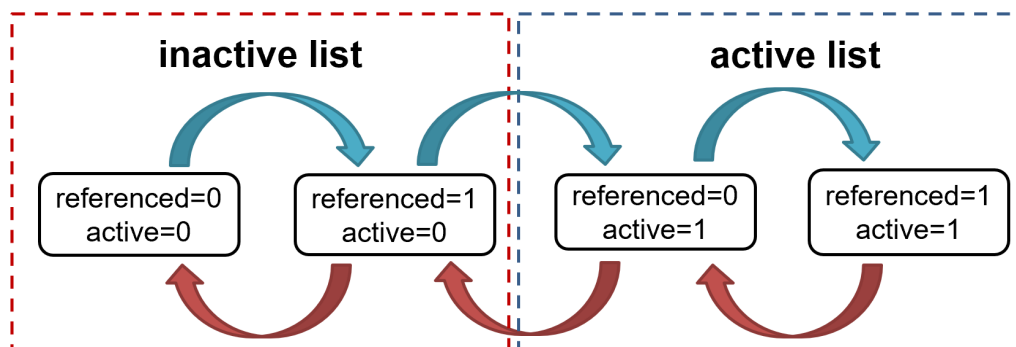 inactive list
active list
referenced=0
active=0
referenced=1
active=0
referenced=0
active=1
referenced=1
active=1